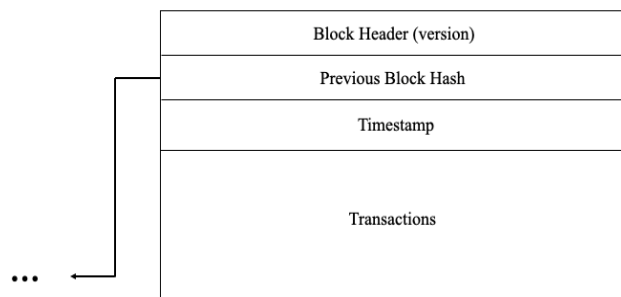 Block Header (version)
Previous Block Hash
Timestamp
Transactions
...